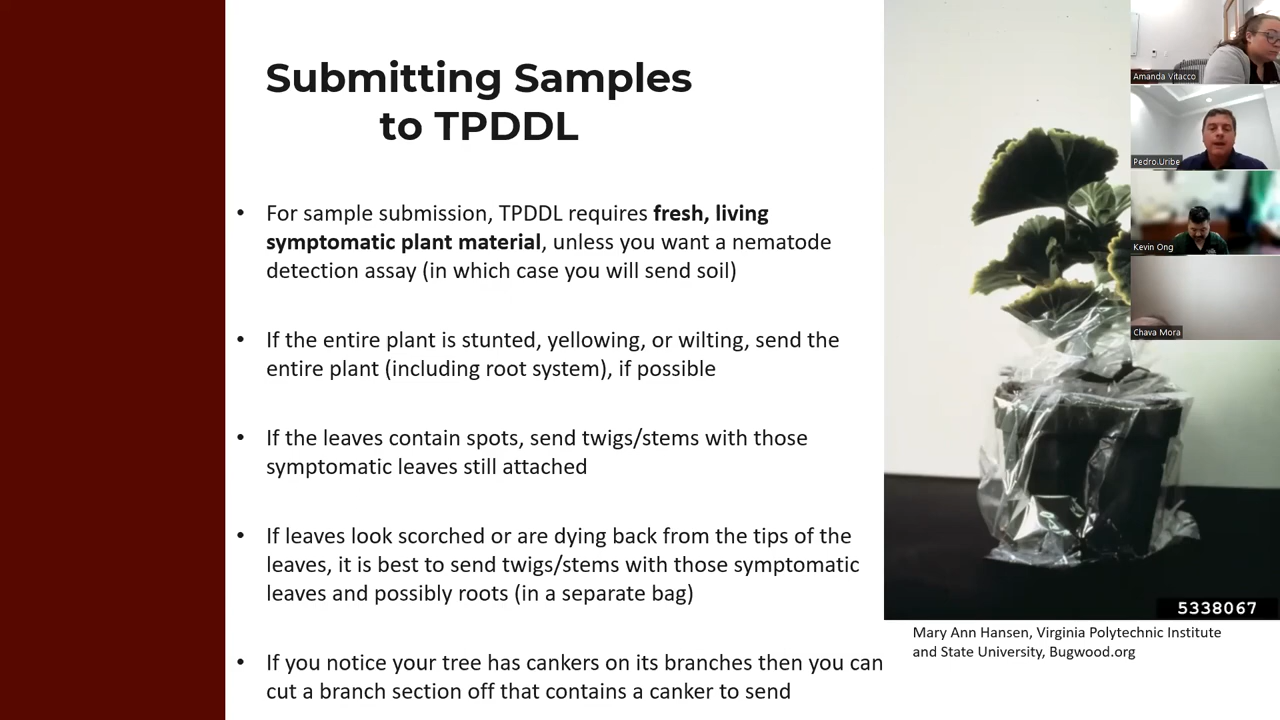 Submitting Samples
to TPDDL
• For sample submission, TPDDL requires fresh, living
symptomatic plant material, unless you want a nematode
detection assay (in which case you will send soil)
• If the entire plant is stunted, yellowing, or wilting, send the
entire plant (including root system), if possible
• If the leaves contain spots, send twigs/stems with those
symptomatic leaves still attached
• If leaves look scorched or are dying back from the tips of the
leaves, it is best to send twigs/stems with those symptomatic
leaves and possibly roots (in a separate bag)
• If you notice your tree has cankers on its branches then you can
cut a branch section off that contains a canker to send
5338067
Mary Ann Hansen, Virginia Polytechnic Institute
and State University, Bugwood.org
Amanda Vitacco
Pedro.Uribe
Kevin Ong
Chava Mora